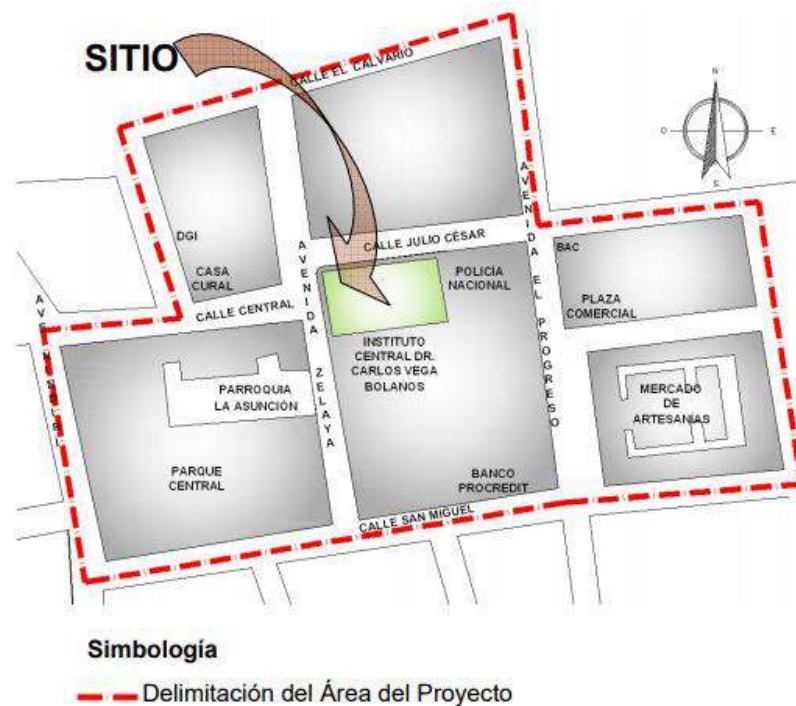 SITIO
CALLE EL CALVARIO
N
O
E
S
DGI
CASA
CURAL
AVENIDA ZELAYA
CALLE JULIO CÉSAR
AVENIDA EL PROGRESO
POLICÍA
NACIONAL
BAC
PLAZA
COMERCIAL
CALLE CENTRAL
INSTITUTO
CENTRAL DR.
CARLOS VEGA
BOLANOS
PARROQUIA
LA ASUNCIÓN
MERCADO
DE
ARTESANÍAS
PARQUE
CENTRAL
BANCO
PROCREDIT
CALLE SAN MIGUEL
Simbología
Delimitación del Área del Proyecto